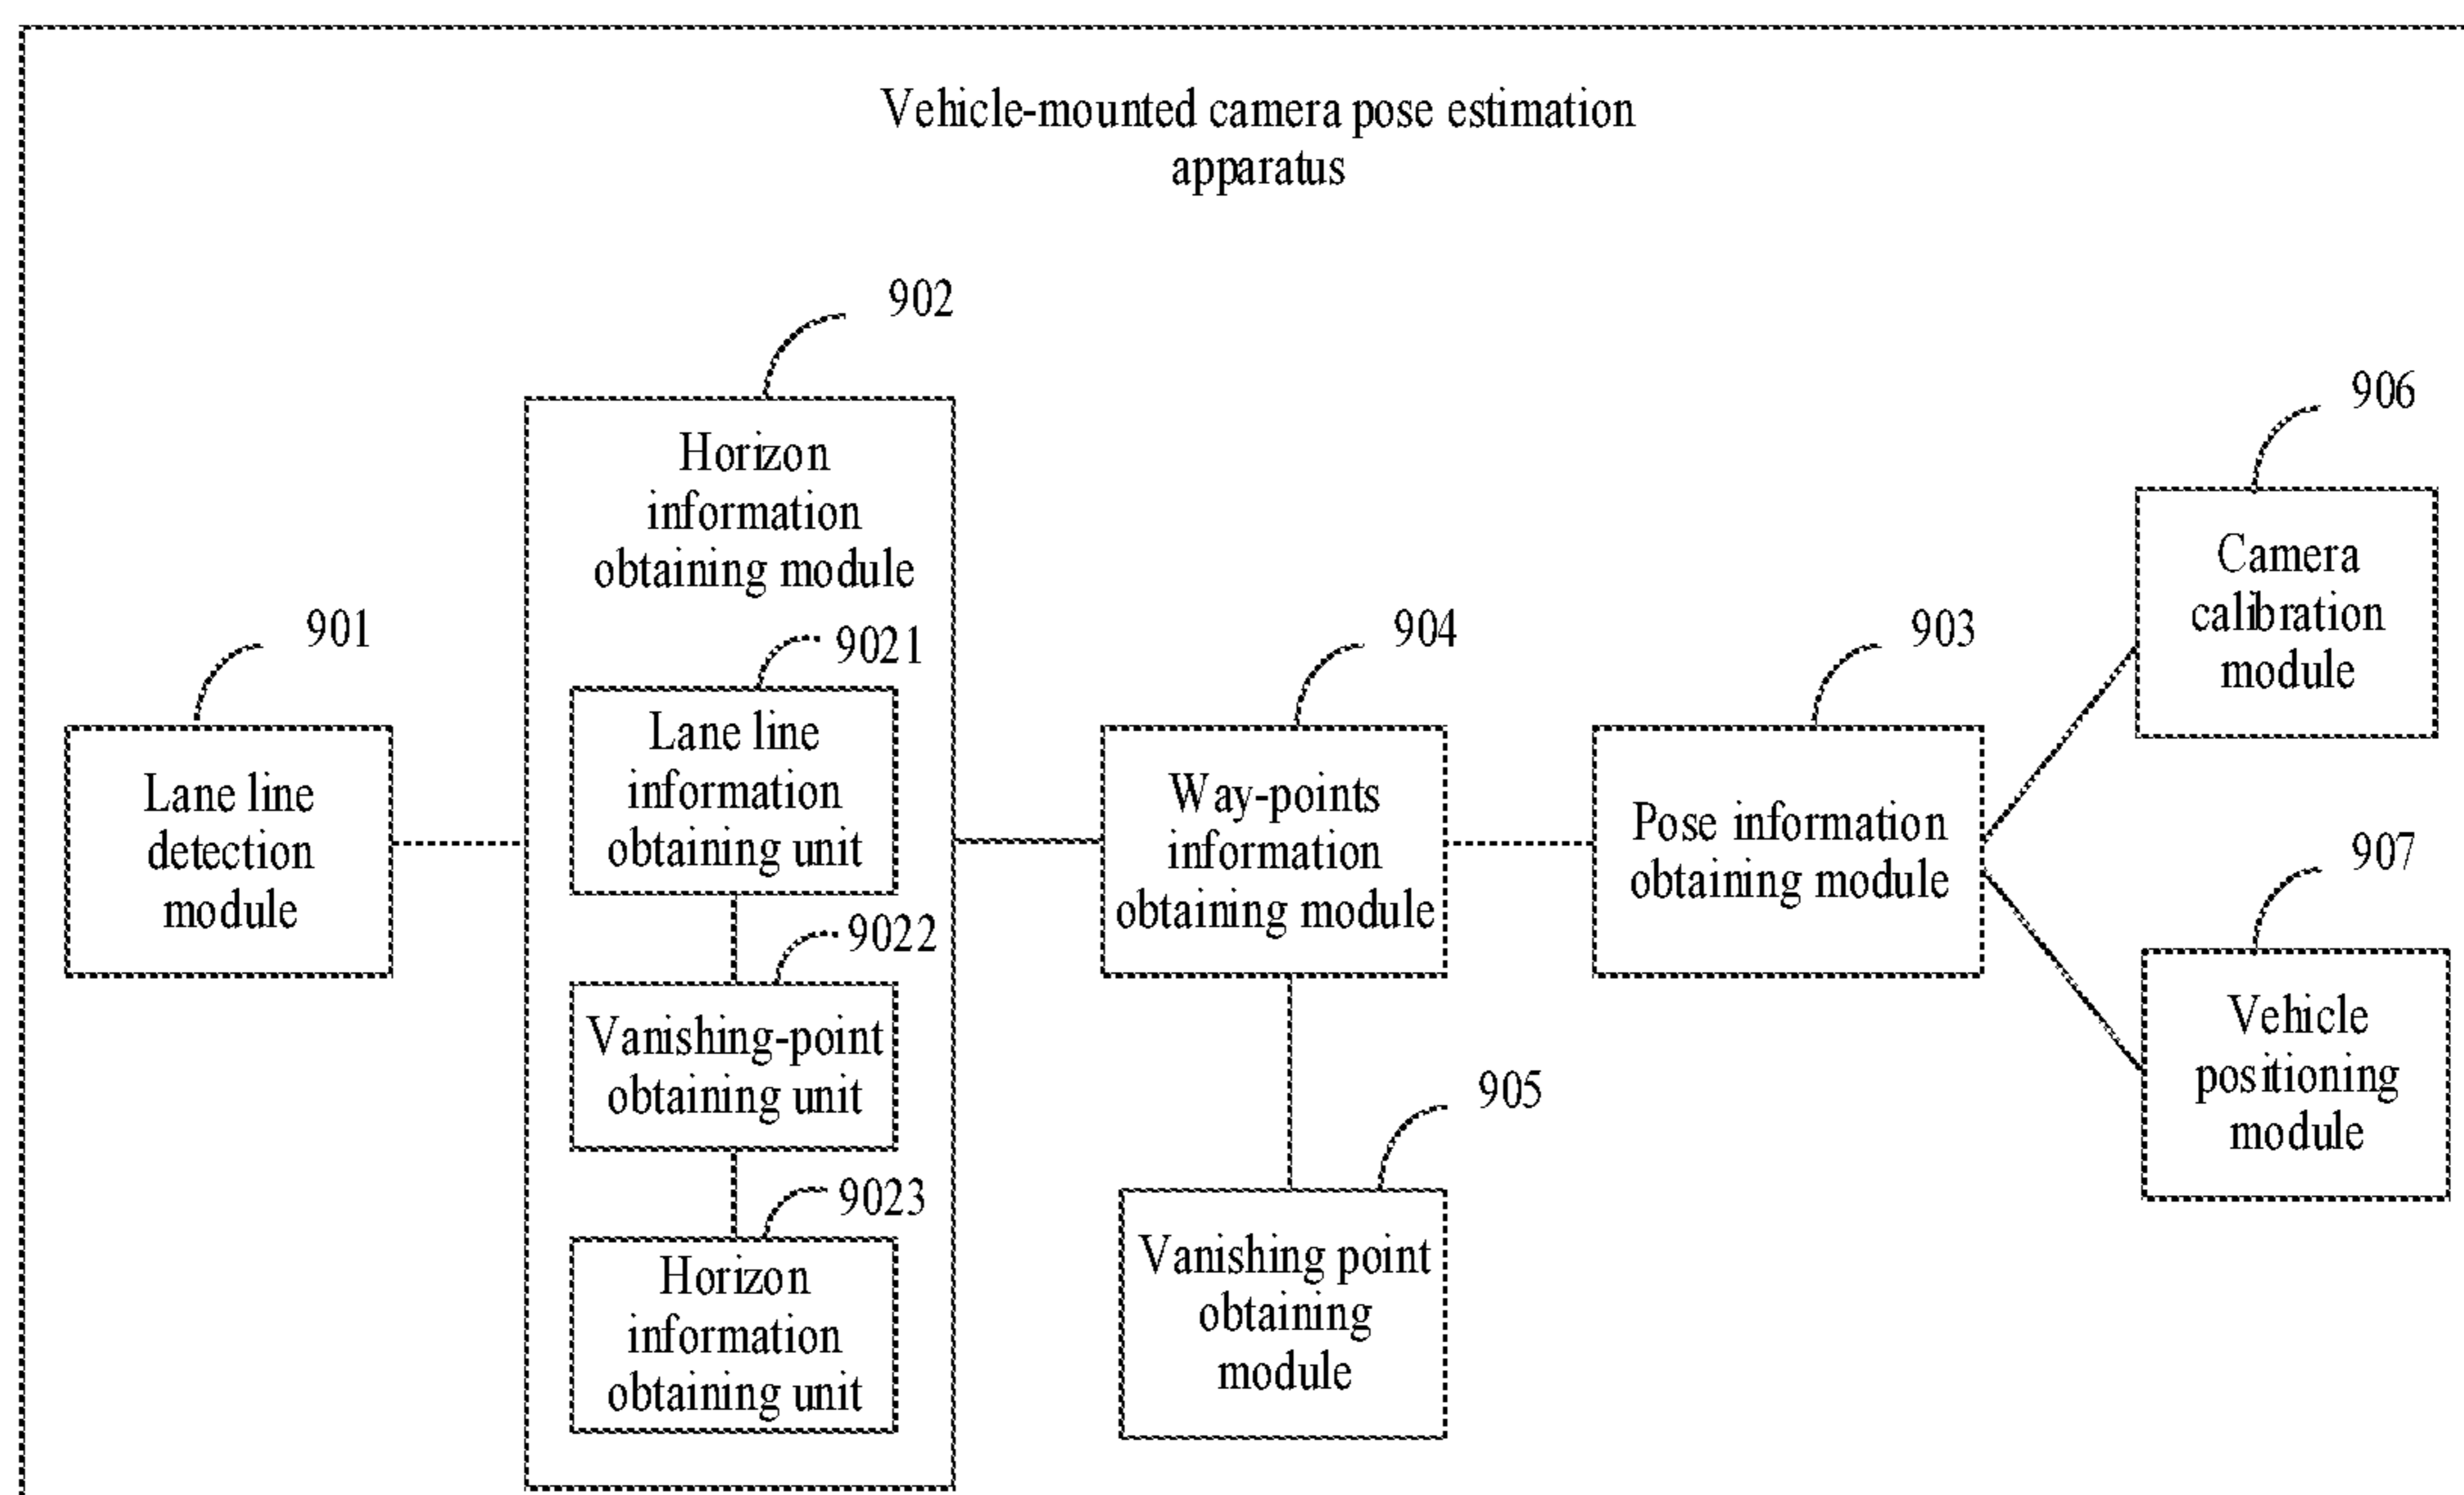 Vehicle-mounted camera pose estimation
apparatus
902
Horizon
information
obtaining module
901
Lane line
detection
module
9021
Lane line
information
obtaining unit
9022
Vanishing-point
obtaining unit
9023
Horizon
information
obtaining unit
904
Way-points
information
obtaining module
905
Vanishing point
obtaining
module
903
Pose information
obtaining module
906
Camera
calibration
module
907
Vehicle
positioning
module